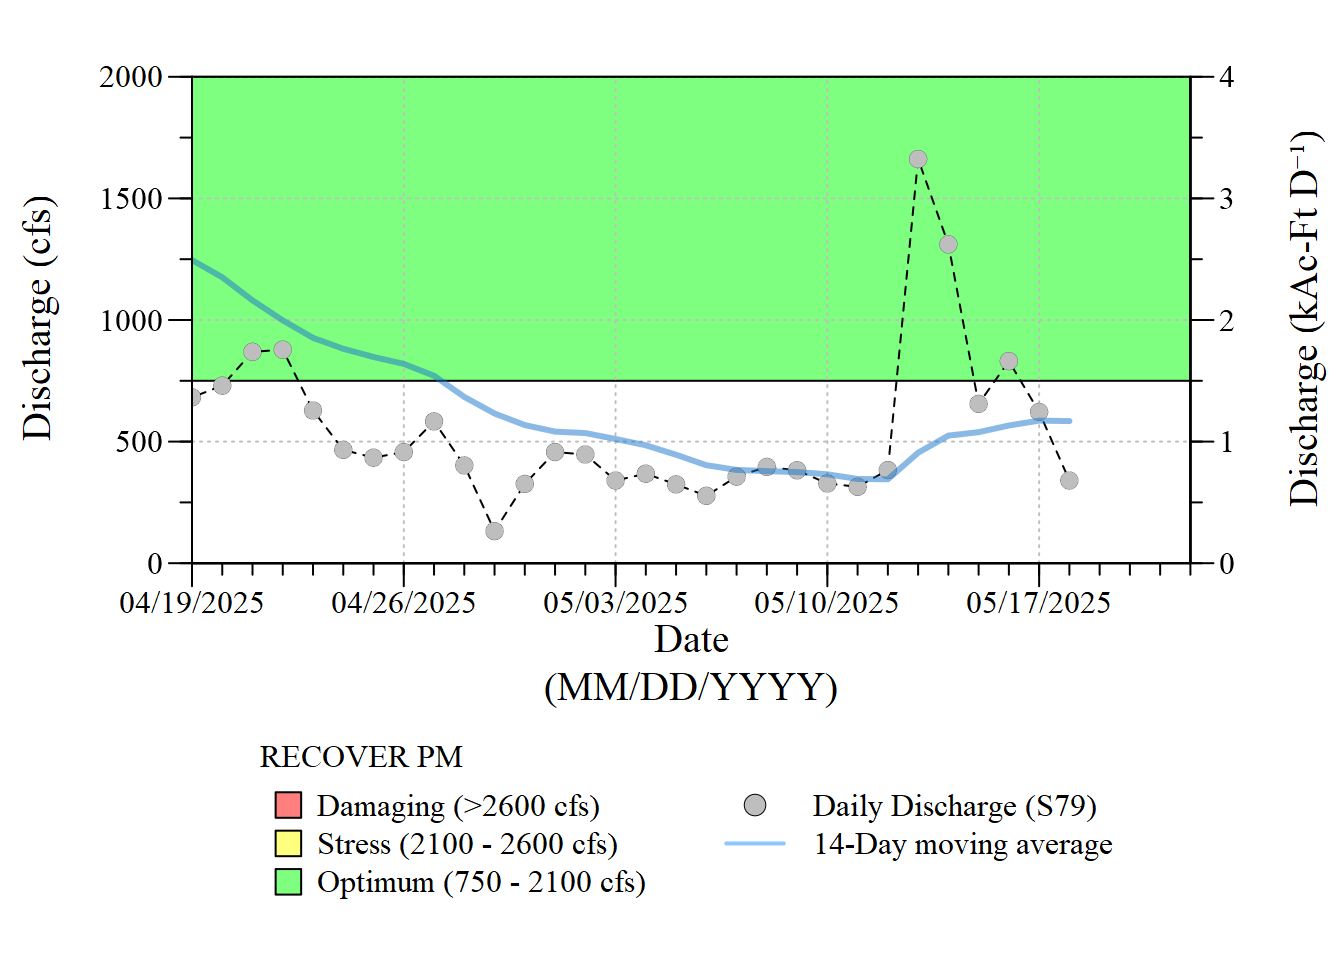 2000
1500
1000
500
0
Discharge (cfs)
4
3
2
1
0
Discharge (kAc-Ft D⁻¹)
04/19/2025 04/26/2025 05/03/2025 05/10/2025 05/17/2025
Date
(MM/DD/YYYY)
RECOVER PM
Damaging (>2600 cfs)
Stress (2100 - 2600 cfs)
Optimum (750 - 2100 cfs)
Daily Discharge (S79)
14-Day moving average